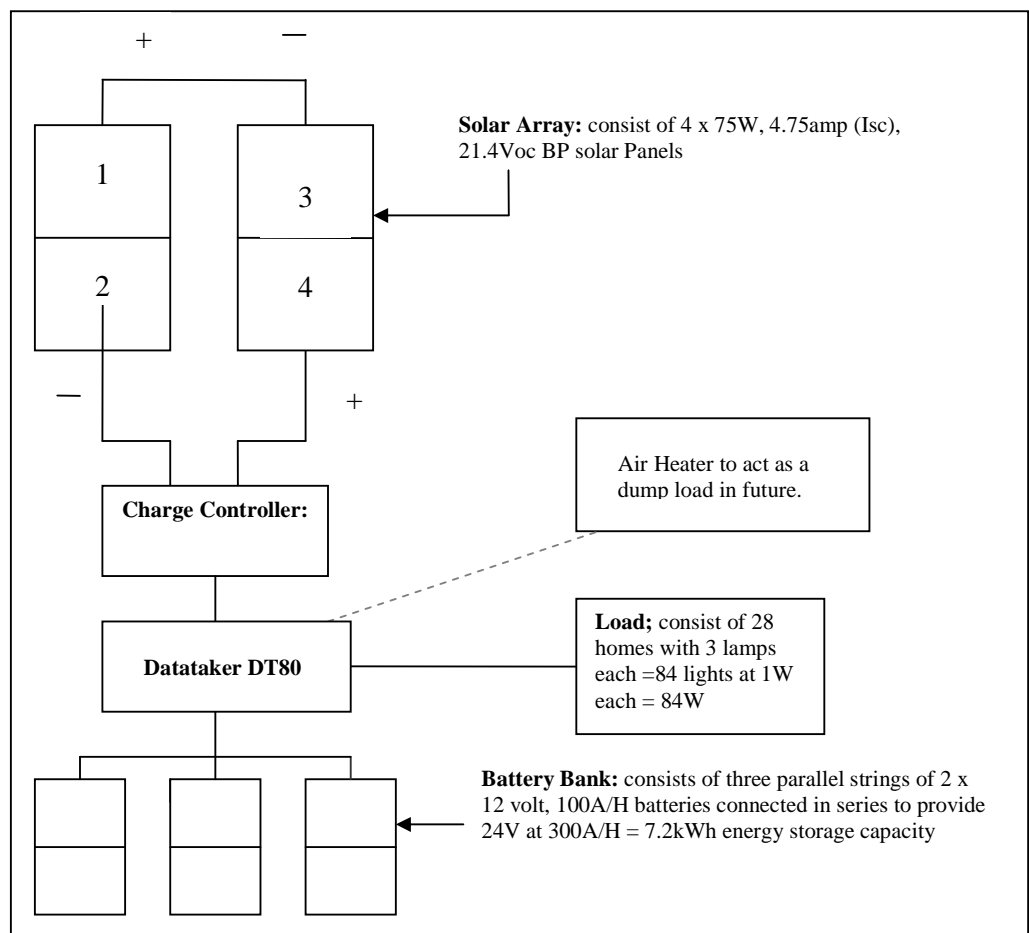 + —
Solar Array: consist of 4 x 75W, 4.75amp (Isc),
21.4Voc BP solar Panels
1
3
2
4
— +
Air Heater to act as a
dump load in future.
Charge Controller:
Load; consist of 28
homes with 3 lamps
each =84 lights at 1W
each = 84W
Datataker DT80
Battery Bank: consists of three parallel strings of 2 x
12 volt, 100A/H batteries connected in series to provide
24V at 300A/H = 7.2kWh energy storage capacity